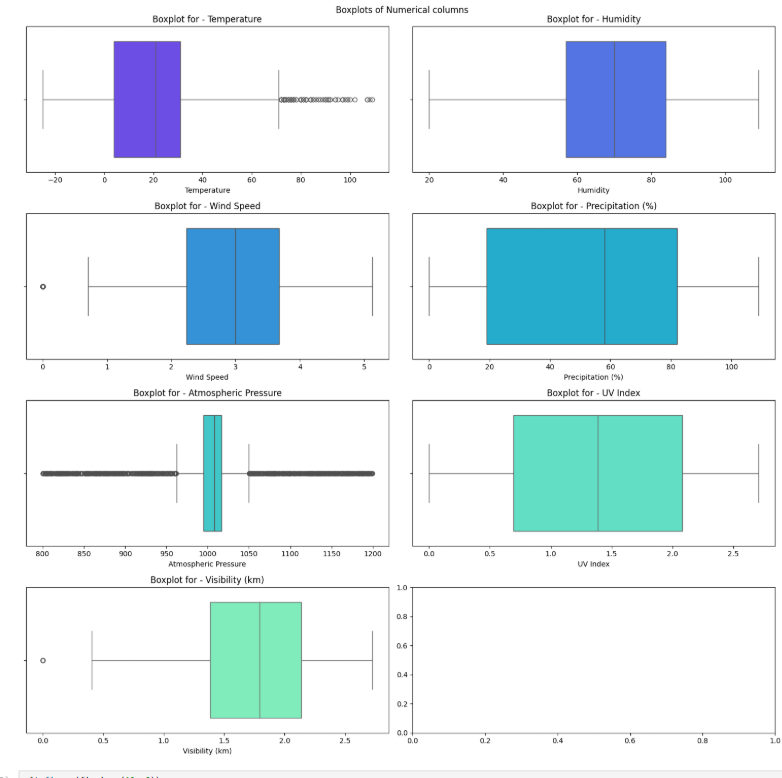 Boxplots of Numerical columns
Boxplot for - Temperature
−20 0 20 40 60 80 100
Temperature
Boxplot for - Humidity
20 40 60 80 100
Humidity
Boxplot for - Wind Speed
0 1 2 3 4 5
Wind Speed
Boxplot for - Precipitation (%)
0 20 40 60 80 100
Precipitation (%)
Boxplot for - Atmospheric Pressure
800 850 900 950 1000 1050 1100 1150 1200
Atmospheric Pressure
Boxplot for - UV Index
0.0 0.5 1.0 1.5 2.0 2.5
UV Index
Boxplot for - Visibility (km)
0.0 0.5 1.0 1.5 2.0 2.5
Visibility (km)
1.0
0.8
0.6
0.4
0.2
0.0
0.0 0.2 0.4 0.6 0.8 1.0